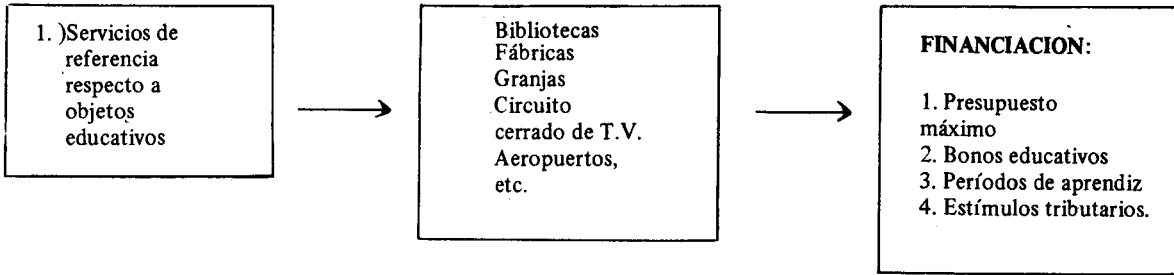 1. )Servicios de
referencia
respecto a
objetos
educativos
Bibliotecas
Fábricas
Granjas
Circuito
cerrado de T.V.
Aeropuertos,
etc.
FINANCIACION:
1. Presupuesto
máximo
2. Bonos educativos
3. Períodos de aprendiz
4. Estímulos tributarios.